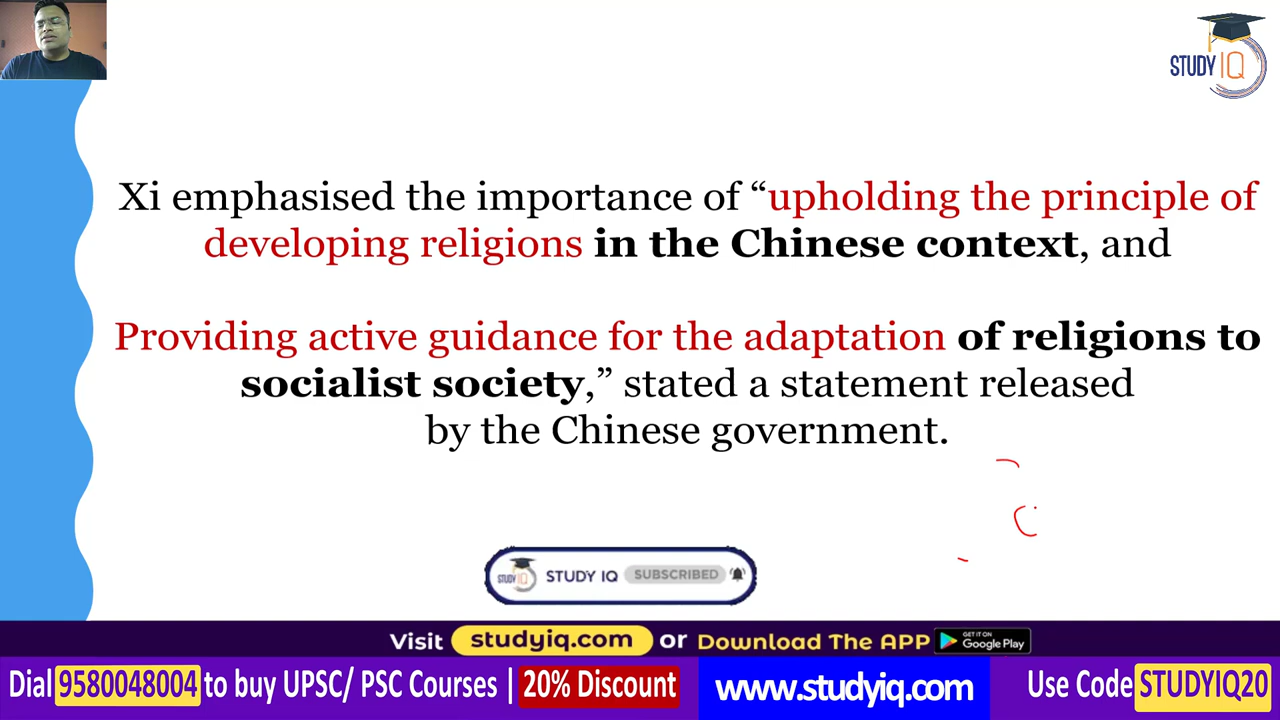 STUDY IQ
Xi emphasised the importance of “upholding the principle of
developing religions in the Chinese context, and
Providing active guidance for the adaptation of religions to
socialist society,” stated a statement released
by the Chinese government.
STUDY IQ STUDY IQ SUBSCRIBED
Visit studyiq.com or Download The APP GET IT ON Google Play
Dial 9580048004 to buy UPSC/ PSC Courses | 20% Discount www.studyiq.com Use Code STUDYIQ20